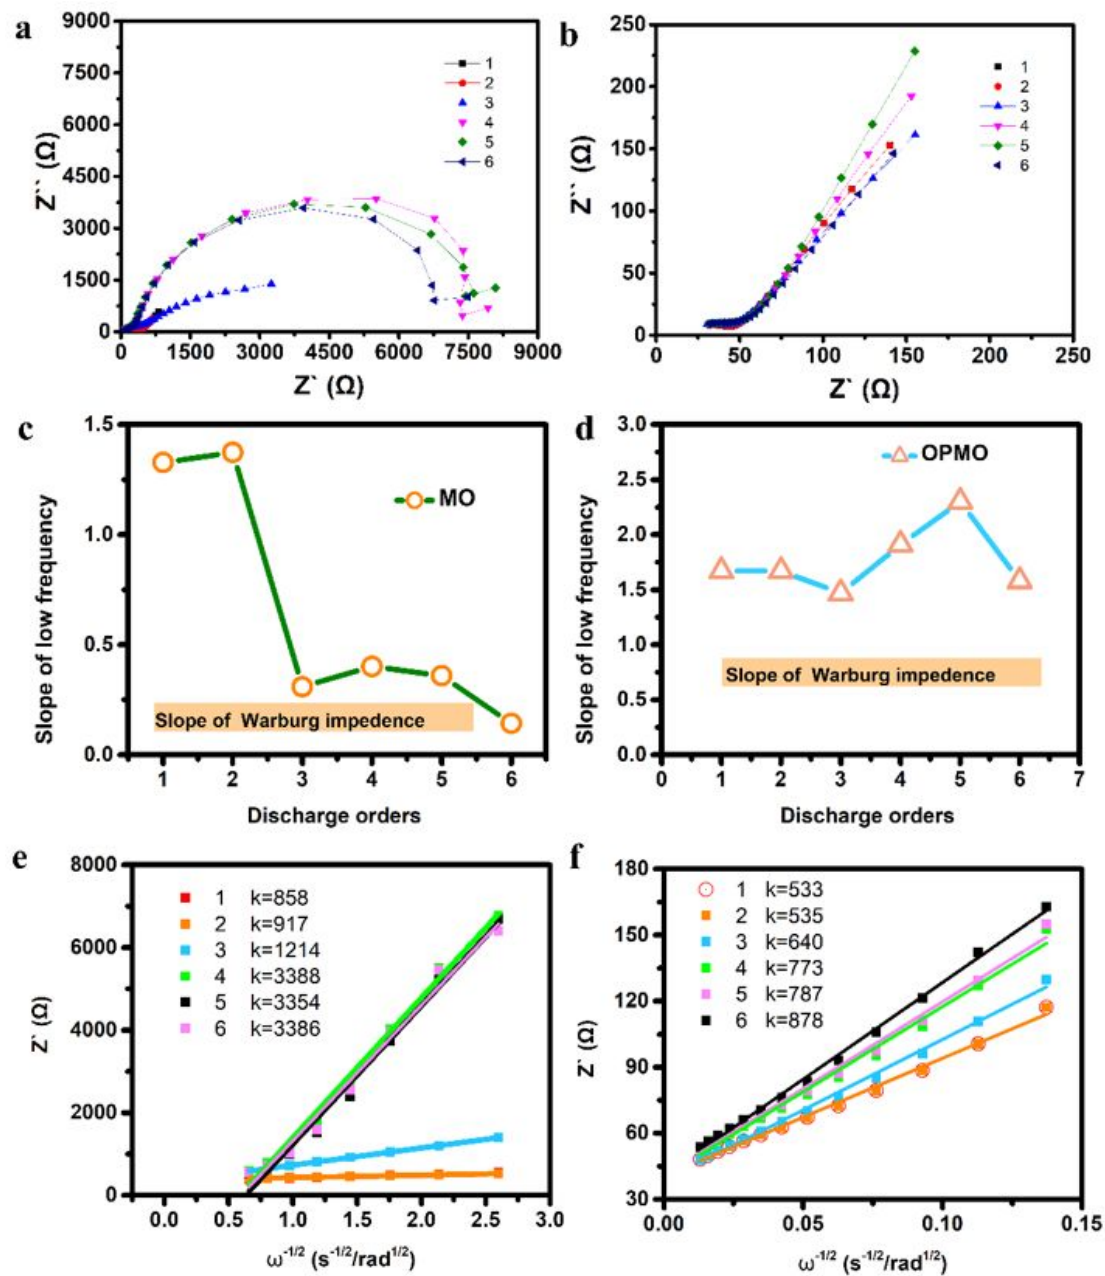 a
9000
7500
6000
4500
3000
1500
0
Z`` (Ω)
1
2
3
4
5
6
0 1500 3000 4500 6000 7500 9000
Z` (Ω)
b
250
200
150
100
50
0
Z`` (Ω)
1
2
3
4
5
6
0 50 100 150 200 250
Z` (Ω)
c
1.5
1.0
0.5
0.0
Slope of low frequency
MO
Slope of Warburg impedence
1 2 3 4 5 6
Discharge orders
d
3.0
2.5
2.0
1.5
1.0
0.5
0.0
Slope of low frequency
OPMO
Slope of Warburg impedence
0 1 2 3 4 5 6 7
Discharge orders
e
8000
6000
4000
2000
0
Z` (Ω)
1 k=858
2 k=917
3 k=1214
4 k=3388
5 k=3354
6 k=3386
0.0 0.5 1.0 1.5 2.0 2.5 3.0
ω-1/2 (s-1/2/rad1/2)
f
180
150
120
90
60
30
Z` (Ω)
1 k=533
2 k=535
3 k=640
4 k=773
5 k=787
6 k=878
0.00 0.05 0.10 0.15
ω-1/2 (s-1/2/rad1/2)